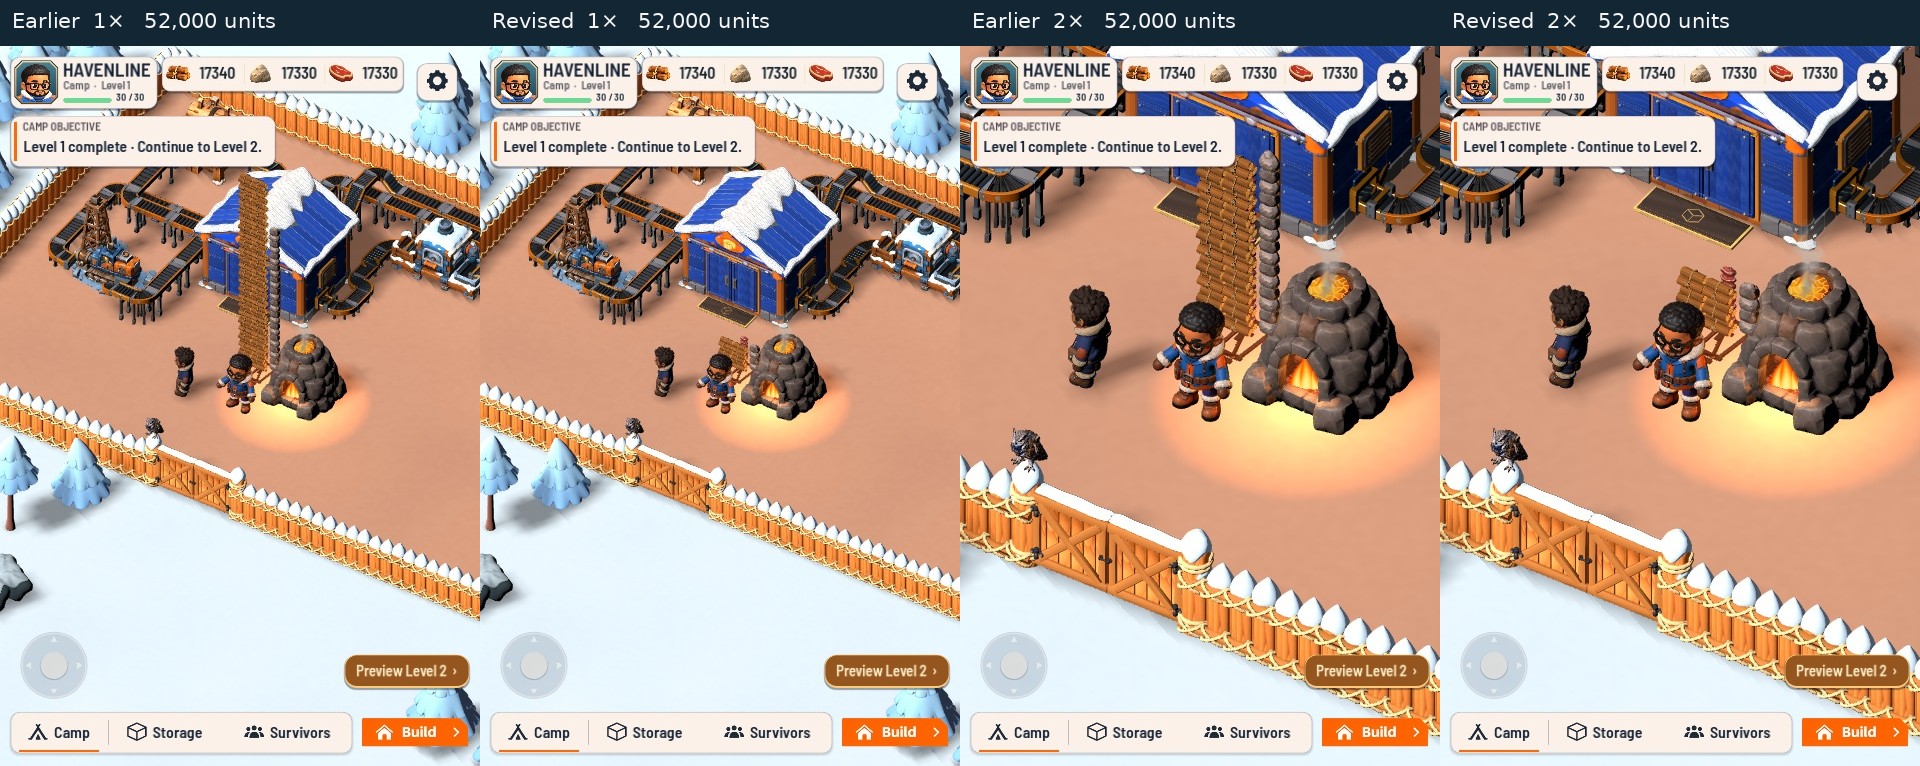 Earlier 1× 52,000 units
HAVENLINE
Camp · Level 1
30 / 30
17340
17330
17330
CAMP OBJECTIVE
Level 1 complete · Continue to Level 2.
Preview Level 2 ›
Camp
Storage
Survivors
Build
Revised 1× 52,000 units
HAVENLINE
Camp · Level 1
30 / 30
17340
17330
17330
CAMP OBJECTIVE
Level 1 complete · Continue to Level 2.
Preview Level 2 ›
Camp
Storage
Survivors
Build
Earlier 2× 52,000 units
HAVENLINE
Camp · Level 1
30 / 30
17340
17330
17330
CAMP OBJECTIVE
Level 1 complete · Continue to Level 2.
Preview Level 2 ›
Camp
Storage
Survivors
Build
Revised 2× 52,000 units
HAVENLINE
Camp · Level 1
30 / 30
17340
17330
17330
CAMP OBJECTIVE
Level 1 complete · Continue to Level 2.
Preview Level 2 ›
Camp
Storage
Survivors
Build